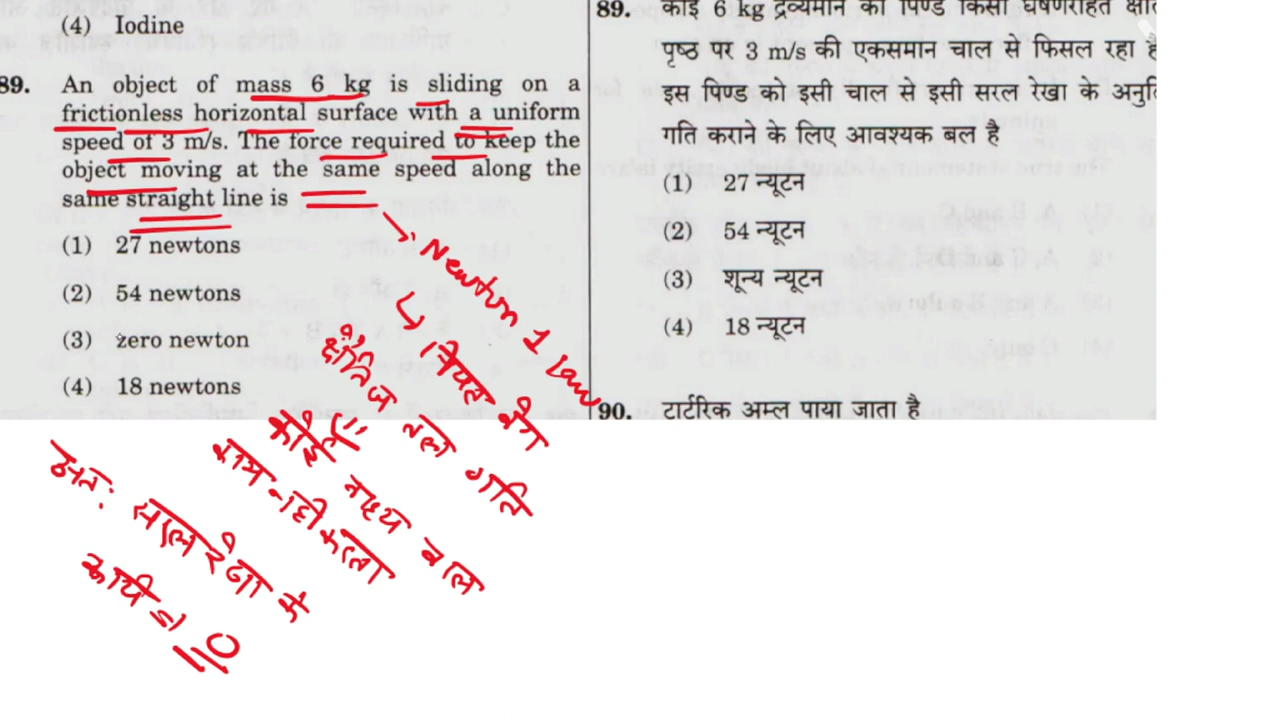 (4) Iodine
89. An object of mass 6 kg is sliding on a
frictionless horizontal surface with a uniform
speed of 3 m/s. The force required to keep the
object moving at the same speed along the
same straight line is
(1) 27 newtons
(2) 54 newtons
(3) zero newton
(4) 18 newtons
89. कोई 6 kg द्रव्यमान का पिण्ड किसी घर्षणरहित
पृष्ठ पर 3 m/s की एकसमान चाल से फिसल रहा
इस पिण्ड को इसी चाल से इसी सरल रेखा के
गति कराने के लिए आवश्यक बल है
(1) 27 न्यूटन
(2) 54 न्यूटन
(3) शून्य न्यूटन
(4) 18 न्यूटन
90. टार्टरिक अम्ल पाया जाता है
Newton 1 Law
नियत वेग
क्षैतिज गति
कोई बाह्य बल
नही
अतः सरल रेखा में
कार्य = 0